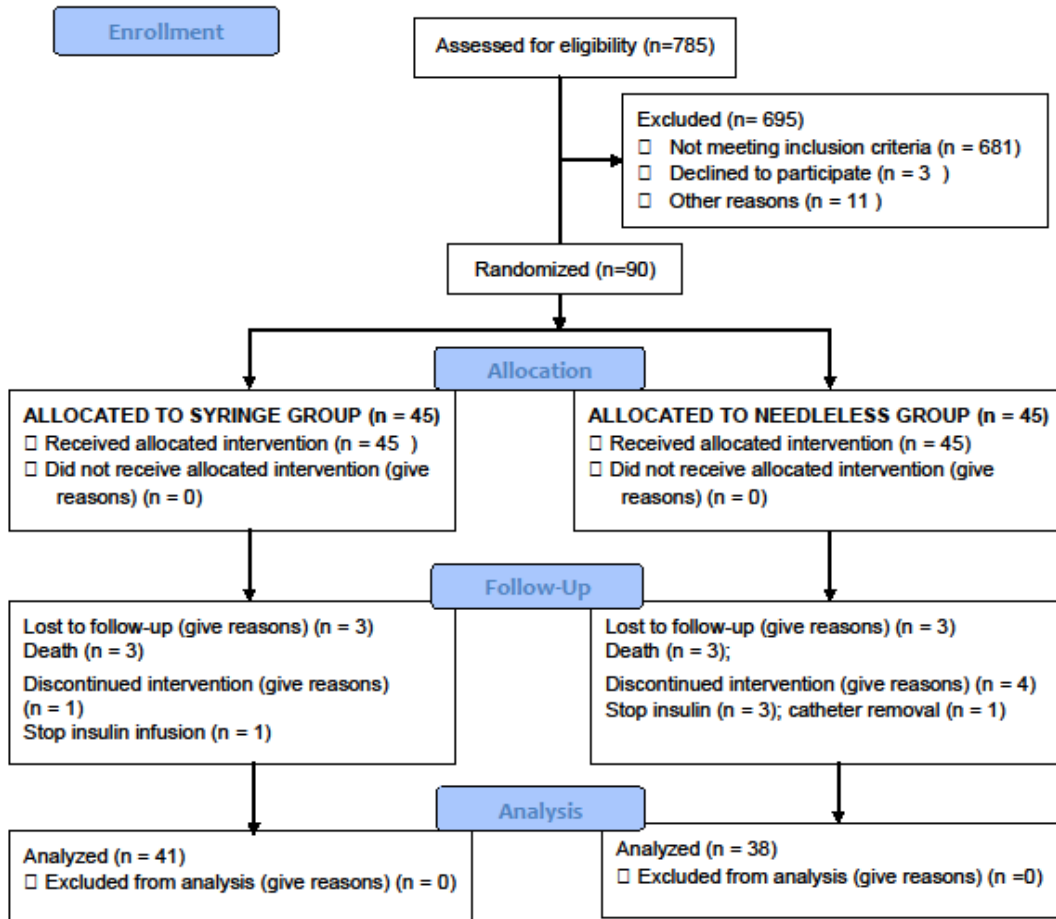 Enrollment
Assessed for eligibility (n=785)
Excluded (n= 695)
□ Not meeting inclusion criteria (n = 681)
□ Declined to participate (n = 3 )
□ Other reasons (n = 11 )
Randomized (n=90)
Allocation
ALLOCATED TO SYRINGE GROUP (n = 45)
□ Received allocated intervention (n = 45 )
□ Did not receive allocated intervention (give
reasons) (n = 0)
ALLOCATED TO NEEDLELESS GROUP (n = 45)
□ Received allocated intervention (n = 45)
□ Did not receive allocated intervention (give
reasons) (n = 0)
Follow-Up
Lost to follow-up (give reasons) (n = 3)
Death (n = 3)
Discontinued intervention (give reasons)
(n = 1)
Stop insulin infusion (n = 1)
Lost to follow-up (give reasons) (n = 3)
Death (n = 3);
Discontinued intervention (give reasons) (n = 4)
Stop insulin (n = 3); catheter removal (n = 1)
Analysis
Analyzed (n = 41)
□ Excluded from analysis (give reasons) (n = 0)
Analyzed (n = 38)
□ Excluded from analysis (give reasons) (n =0)